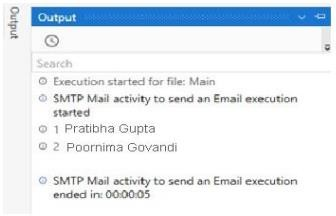 Output
Output
Search
Execution started for file: Main
SMTP Mail activity to send an Email execution
started
1 Pratibha Gupta
2 Poornima Govandi
SMTP Mail activity to send an Email execution
ended in: 00:00:05